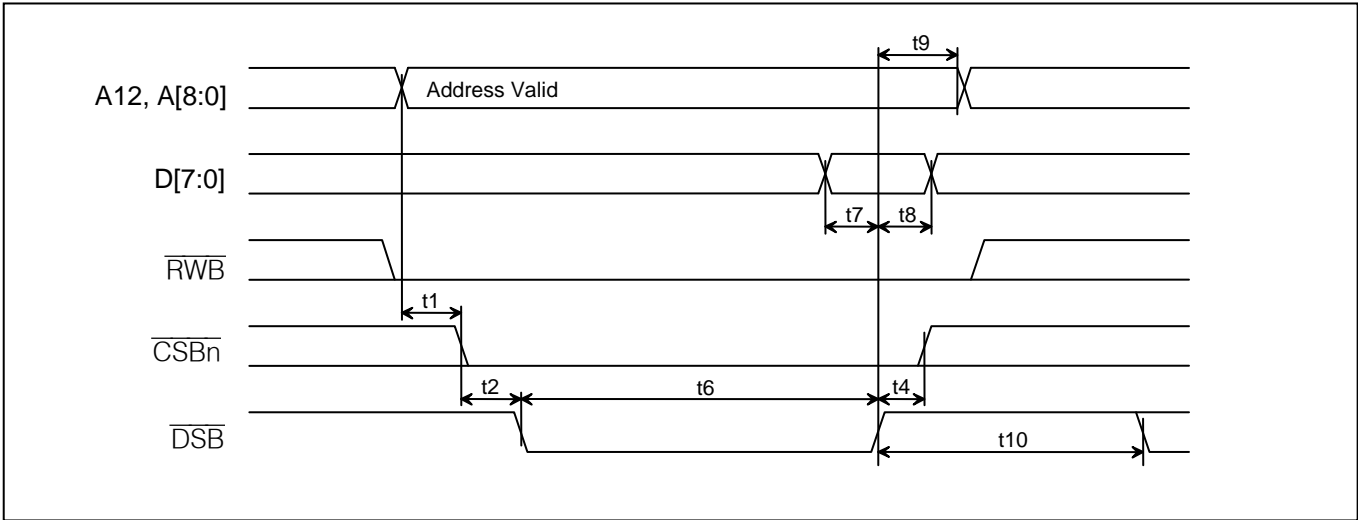 t9
A12, A[8:0]
Address Valid
D[7:0]
t7
t8
RWB
t1
CSBn
t2
t6
t4
DSB
t10